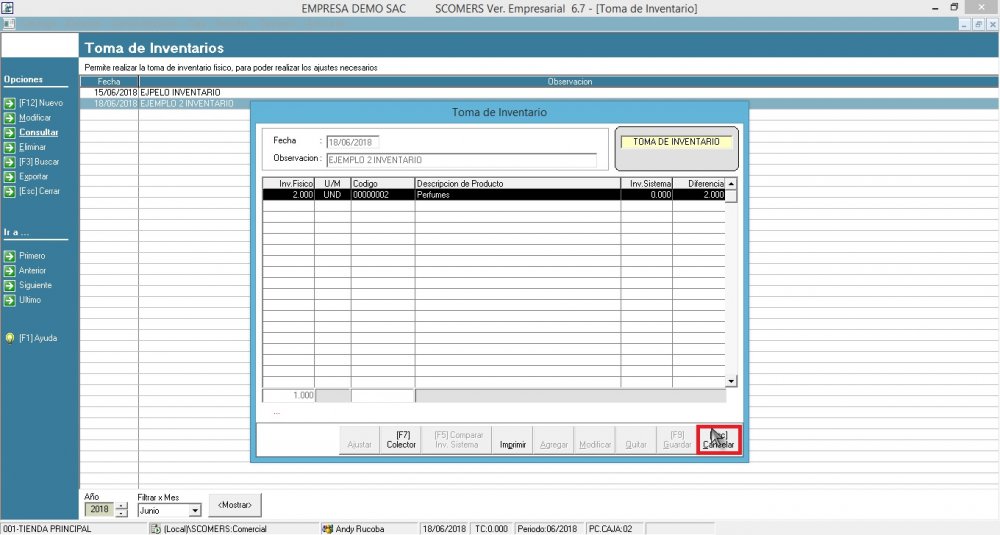 EMPRESA DEMO SAC SCOMERS Ver. Empresarial 6.7 - [Toma de Inventario]
Toma de Inventarios
Permite realizar la toma de inventario fisico, para poder realizar los ajustes necesarios
Opciones
[F12] Nuevo
Modificar
Consultar
Eliminar
[F3] Buscar
Exportar
[Esc] Cerrar
Ir a ...
Primero
Anterior
Siguiente
Ultimo
[F1] Ayuda
Fecha Observacion
15/06/2018 EJPELO INVENTARIO
18/06/2018 EJEMPLO 2 INVENTARIO
Toma de Inventario
Fecha : 18/06/2018
Observacion : EJEMPLO 2 INVENTARIO
TOMA DE INVENTARIO
Inv.Fisico U/M Codigo Descripcion de Producto Inv.Sistema Diferencia
2.000 UND 00000002 Perfumes 0.000 2.000
1.000
...
Ajustar
[F7]
Colector
[F5] Comparar
Inv. Sistema
Imprimir
Agregar
Modificar
Quitar
[F9]
Guardar
Cancelar
Año
2018
Filtrar x Mes
Junio
<Mostrar>
001-TIENDA PRINCIPAL (Local)\SCOMERS:Comercial Andy Rucoba 18/06/2018 TC:0.000 Periodo:06/2018 PC.CAJA:02